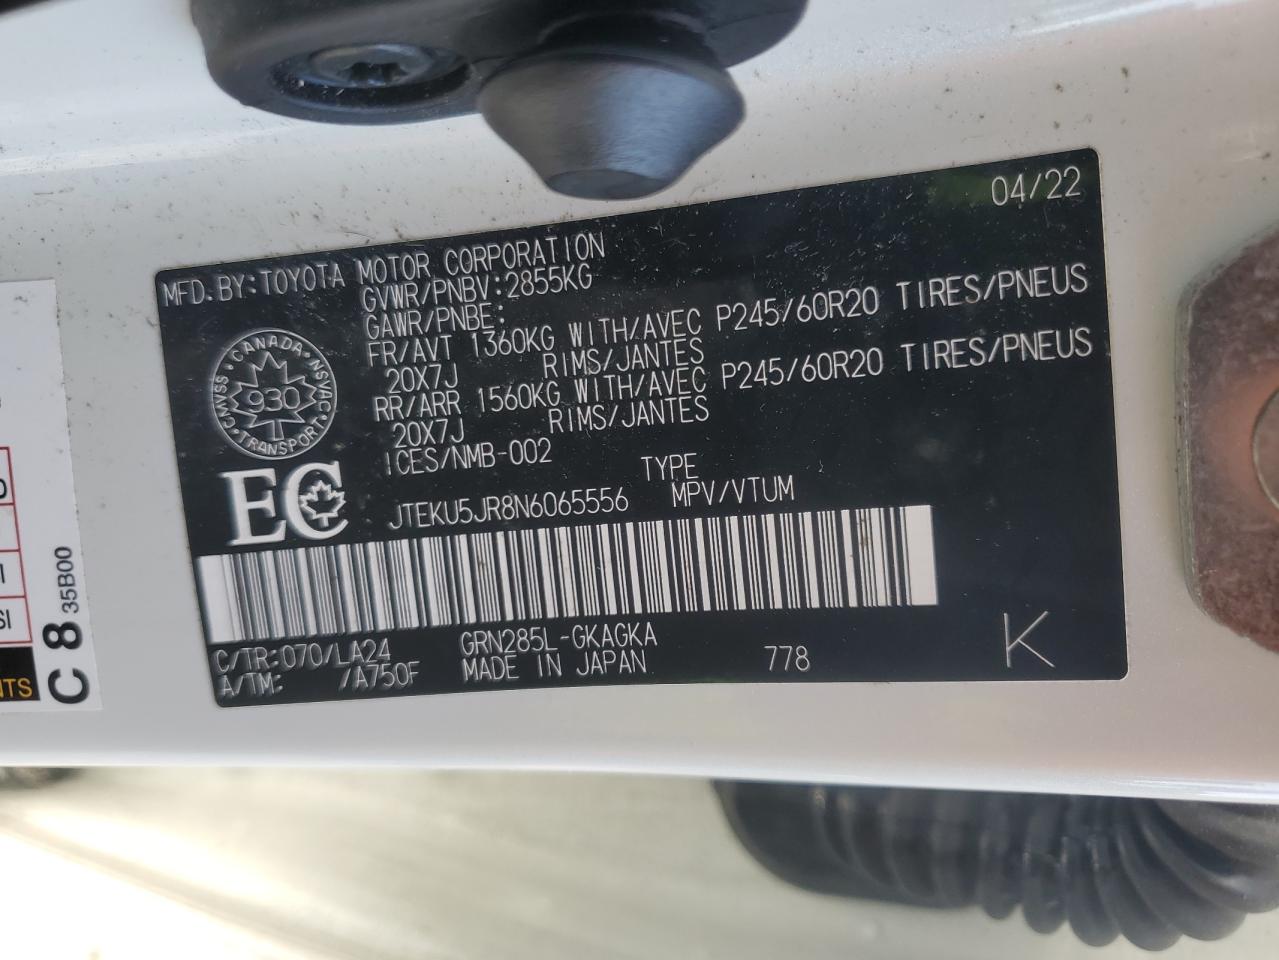 04/22
MFD.BY:TOYOTA MOTOR CORPORATION
GVWR/PNBV:2855KG
GAWR/PNBE:
FR/AVT 1360KG WITH/AVEC P245/60R20 TIRES/PNEUS
20X7J RIMS/JANTES
RR/ARR 1560KG WITH/AVEC P245/60R20 TIRES/PNEUS
20X7J RIMS/JANTES
ICES/NMB-002
CANADA
CMVSS NSVAC
930
TRANSPORT
EC
TYPE
JTEKU5JR8N6065556 MPV/VTUM
C/TR:070/LA24 GRN285L-GKAGKA
A/TM: /A750F MADE IN JAPAN 778
K
C 8
35B00
SI
NTS